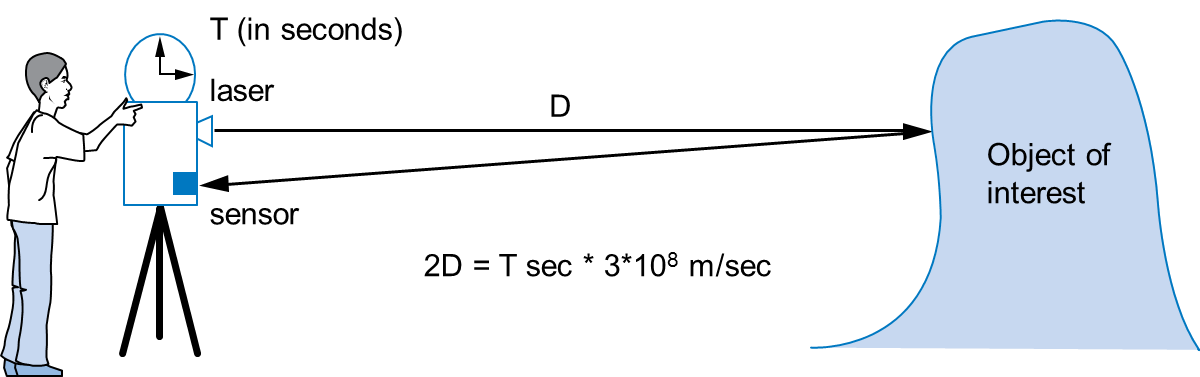 T (in seconds)
laser
D
Object of
interest
sensor
2D = T sec * 3*10⁸ m/sec